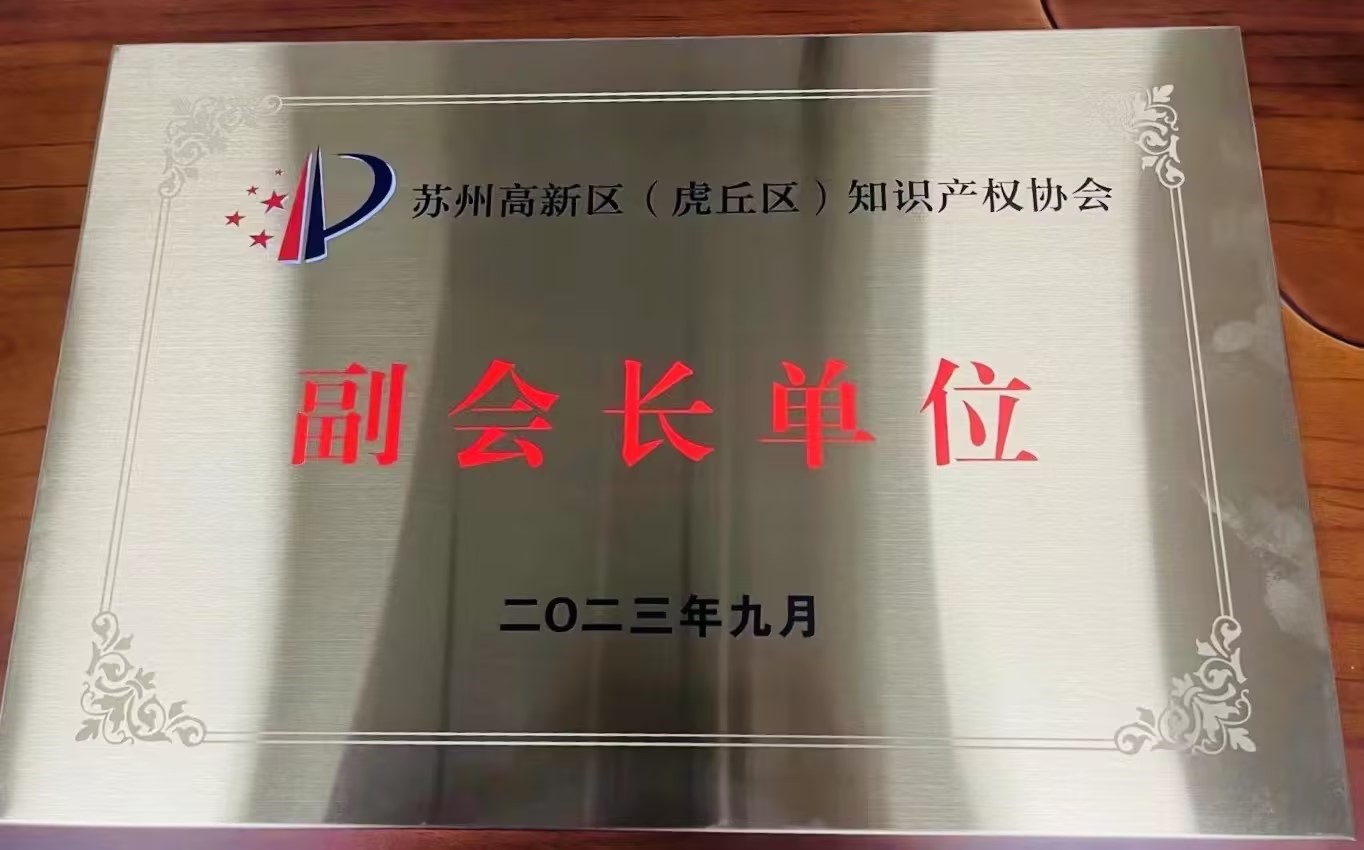 苏州高新区（虎丘区）知识产权协会
副会长单位
二〇二三年九月